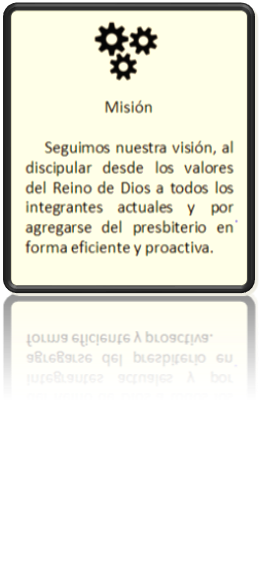 Misión
Seguimos nuestra visión, al
discipular desde los valores
del Reino de Dios a todos los
integrantes actuales y por
agregarse del presbiterio en
forma eficiente y proactiva.